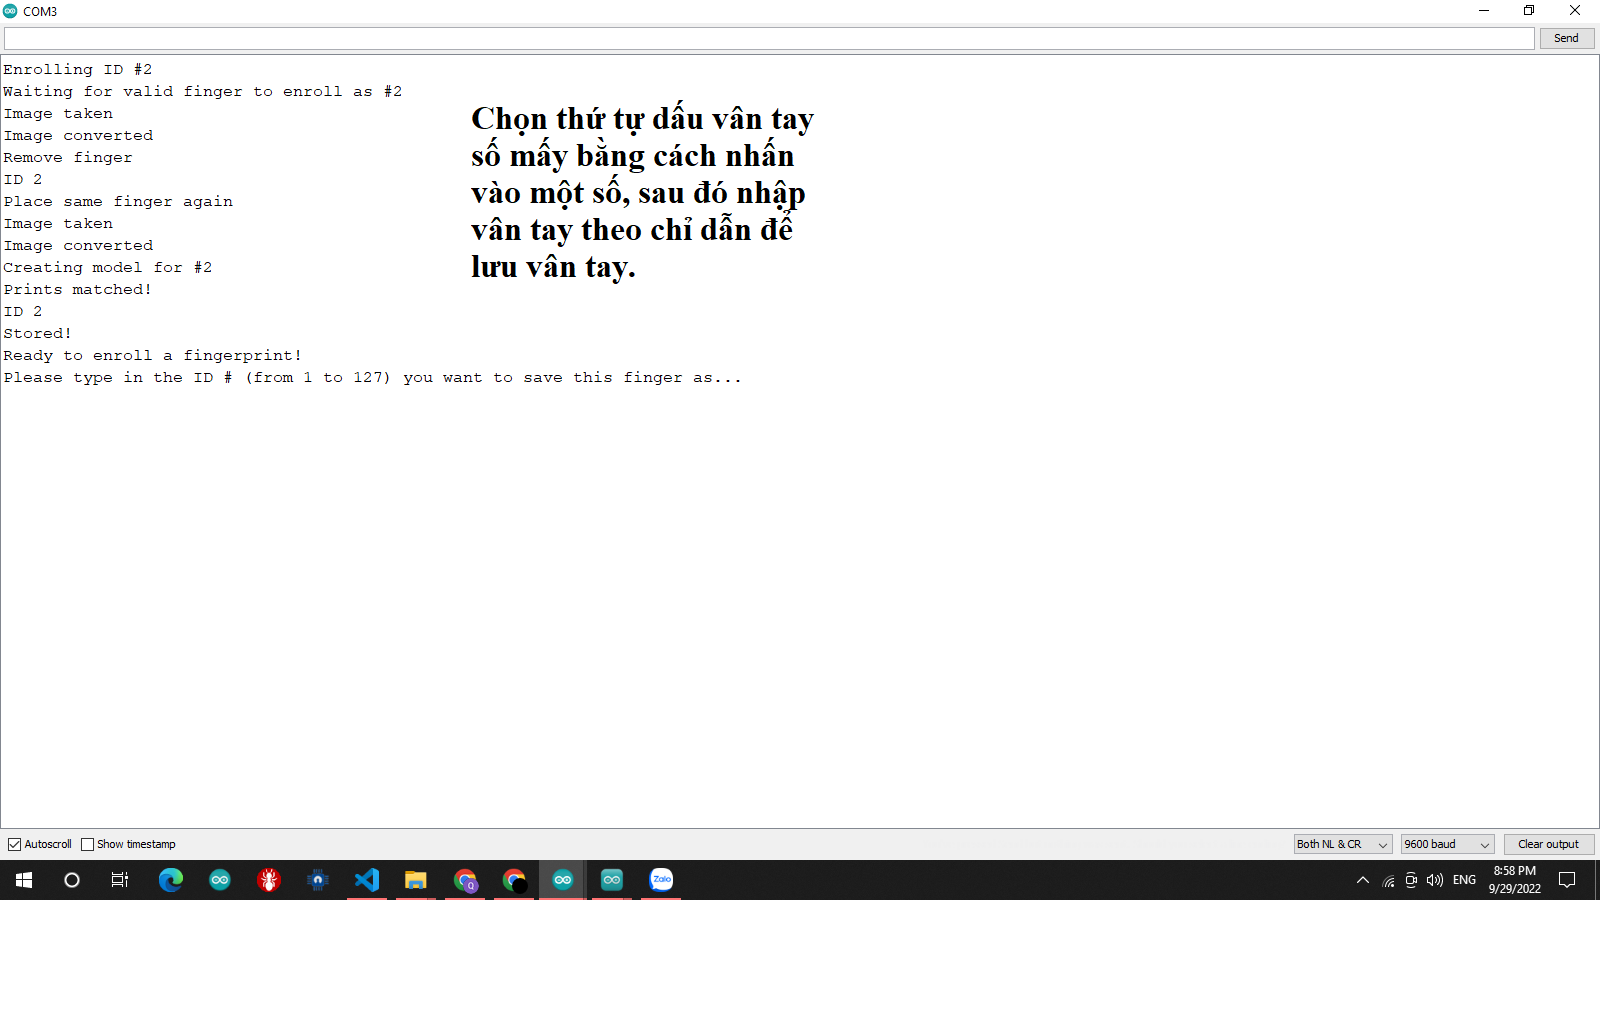 COM3
Send
Enrolling ID #2
Waiting for valid finger to enroll as #2
Image taken
Image converted
Remove finger
ID 2
Place same finger again
Image taken
Image converted
Creating model for #2
Prints matched!
ID 2
Stored!
Ready to enroll a fingerprint!
Please type in the ID # (from 1 to 127) you want to save this finger as...
Chọn thứ tự dấu vân tay
số mấy bằng cách nhấn
vào một số, sau đó nhập
vân tay theo chỉ dẫn để
lưu vân tay.
Autoscroll Show timestamp
Both NL & CR 9600 baud Clear output
Q
Zalo
ENG
8:58 PM
9/29/2022